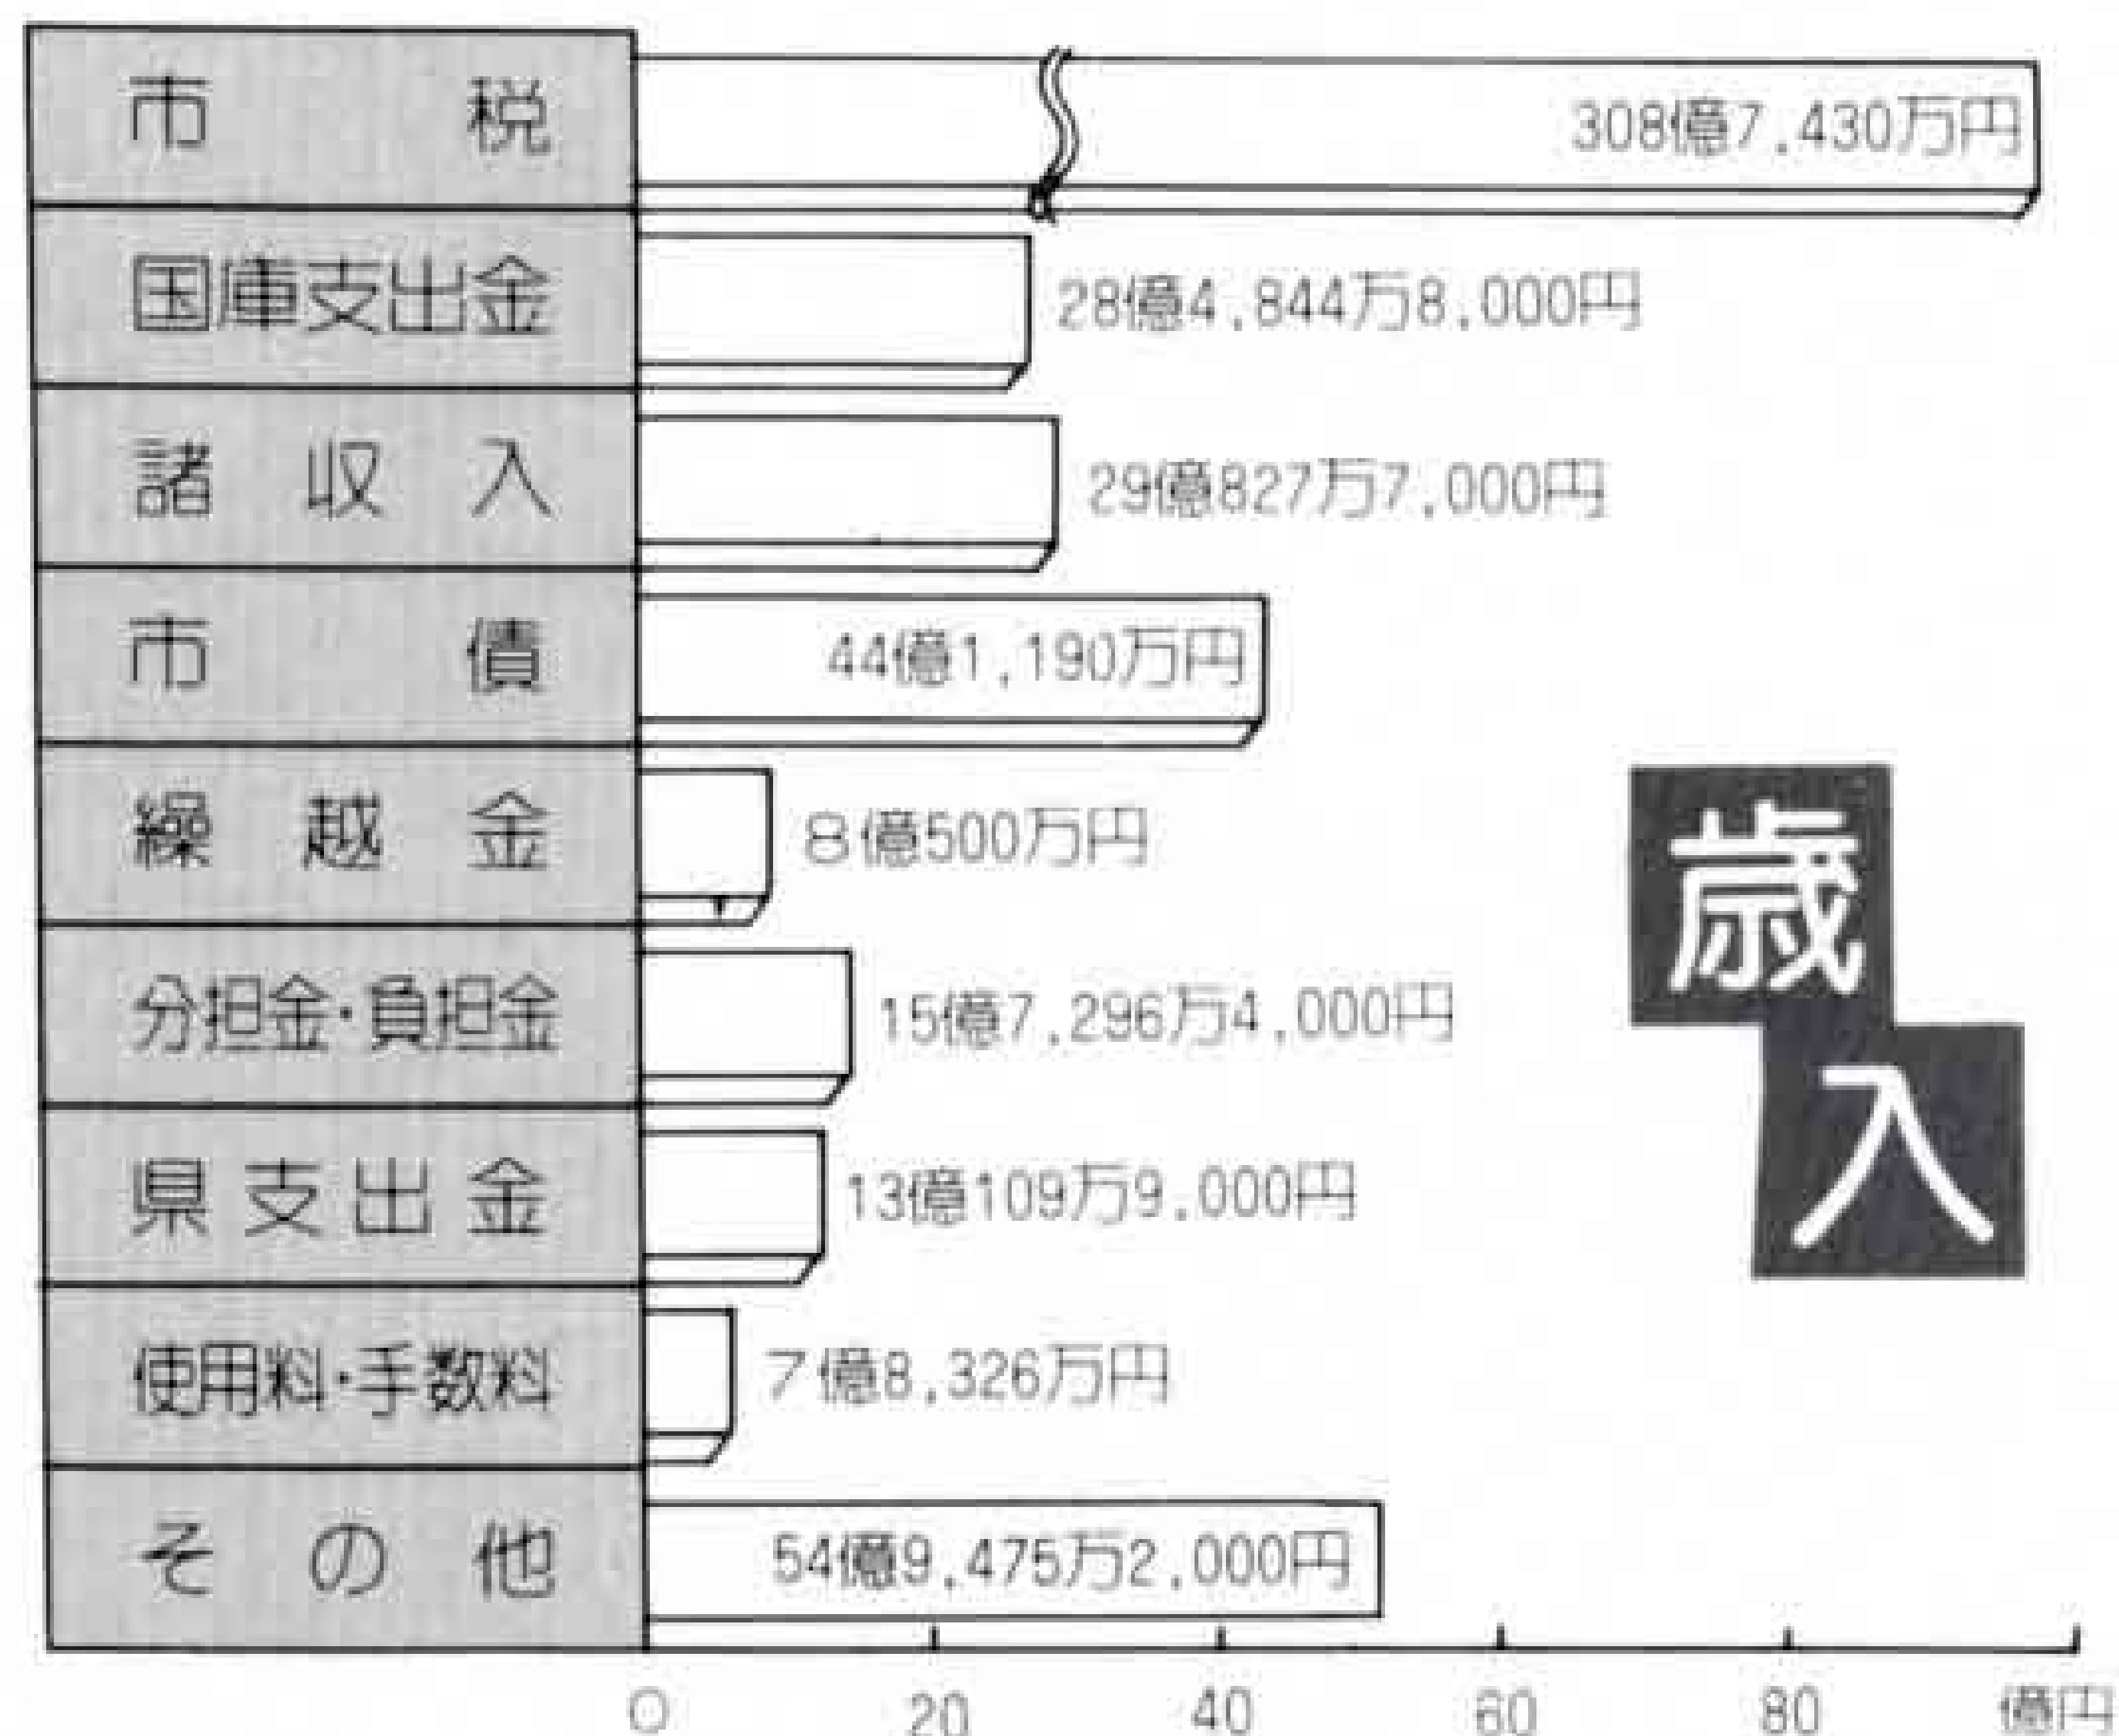 市税 308億7,430万円
国庫支出金 28億4,844万8,000円
諸収入 29億827万7,000円
市債 44億1,190万円
繰越金 8億500万円
分担金・負担金 15億7,296万4,000円
県支出金 13億109万9,000円
使用料・手数料 7億8,326万円
その他 54億9,475万2,000円
0 20 40 60 80 億円
歳入